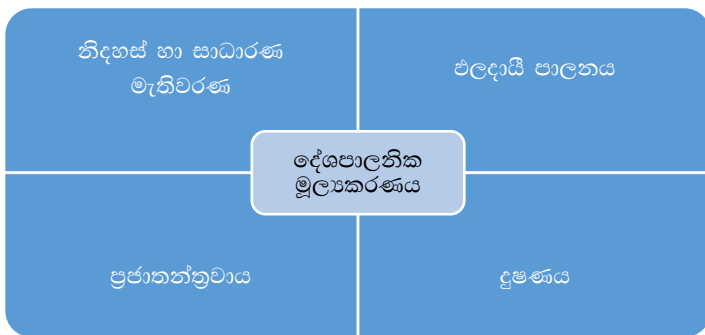 නිදහස් හා සාධාරණ
මැතිවරණ
ඵලදායී පාලනය
දේශපාලනික
මූල්‍යකරණය
ප්‍රජාතන්ත්‍රවාය
දුෂණය